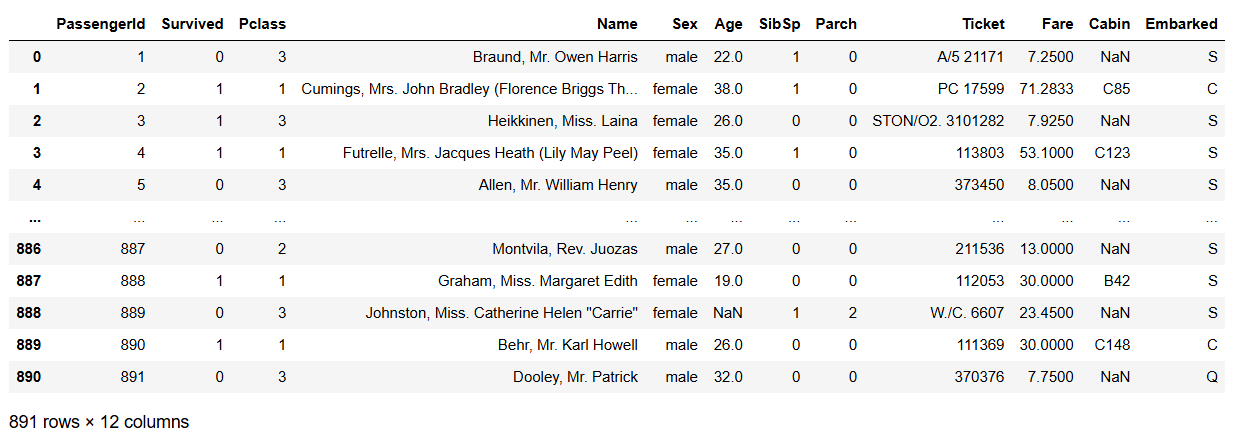 PassengerId Survived Pclass Name Sex Age SibSp Parch Ticket Fare Cabin Embarked
0 1 0 3 Braund, Mr. Owen Harris male 22.0 1 0 A/5 21171 7.2500 NaN S
1 2 1 1 Cumings, Mrs. John Bradley (Florence Briggs Th... female 38.0 1 0 PC 17599 71.2833 C85 C
2 3 1 3 Heikkinen, Miss. Laina female 26.0 0 0 STON/O2. 3101282 7.9250 NaN S
3 4 1 1 Futrelle, Mrs. Jacques Heath (Lily May Peel) female 35.0 1 0 113803 53.1000 C123 S
4 5 0 3 Allen, Mr. William Henry male 35.0 0 0 373450 8.0500 NaN S
... ... ... ... ... ... ... ... ... ... ... ... ...
886 887 0 2 Montvila, Rev. Juozas male 27.0 0 0 211536 13.0000 NaN S
887 888 1 1 Graham, Miss. Margaret Edith female 19.0 0 0 112053 30.0000 B42 S
888 889 0 3 Johnston, Miss. Catherine Helen "Carrie" female NaN 1 2 W./C. 6607 23.4500 NaN S
889 890 1 1 Behr, Mr. Karl Howell male 26.0 0 0 111369 30.0000 C148 C
890 891 0 3 Dooley, Mr. Patrick male 32.0 0 0 370376 7.7500 NaN Q
891 rows × 12 columns